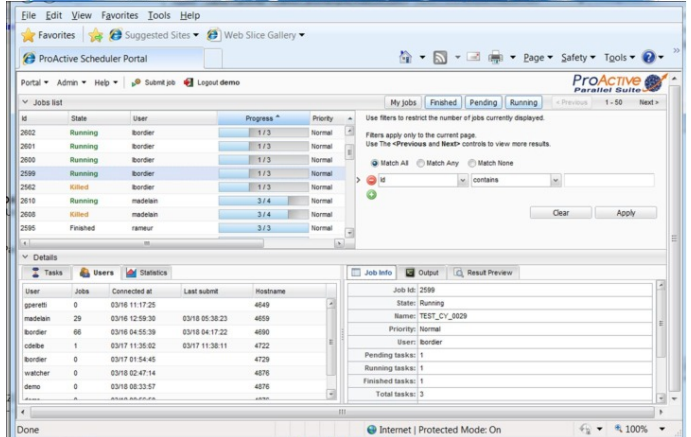 File Edit View Favorites Tools Help
Favorites Suggested Sites Web Slice Gallery
ProActive Scheduler Portal Page Safety Tools
Portal Admin Help Submit job Logout demo ProActive Parallel Suite
Jobs list My jobs Finished Pending Running < Previous 1 - 50 Next >
Id State User Progress Priority
2602 Running lbordier 1 / 3 Normal
2601 Running lbordier 1 / 3 Normal
2600 Running lbordier 1 / 3 Normal
2599 Running lbordier 1 / 3 Normal
2562 Killed lbordier 1 / 3 Normal
2610 Running madelain 3 / 4 Normal
2608 Killed madelain 3 / 4 Normal
2595 Finished rameur 3 / 3 Normal
Use filters to restrict the number of jobs currently displayed.
Filters apply only to the current page.
Use The <Previous and Next> controls to view more results.
Match All Match Any Match None
Id contains
Clear Apply
Details
Tasks Users Statistics
User Jobs Connected at Last submit Hostname
gperetti 0 03/16 11:17:25 4649
madelain 29 03/16 12:59:30 03/18 05:38:23 4659
lbordier 66 03/16 04:55:39 03/18 04:17:22 4690
cdelbe 1 03/17 11:35:02 03/17 11:38:11 4722
lbordier 0 03/17 01:54:45 4729
watcher 0 03/18 02:47:14 4876
demo 0 03/18 08:33:57 4876
Job Info Output Result Preview
Job Id: 2599
State: Running
Name: TEST_CY_0029
Priority: Normal
User: lbordier
Pending tasks: 1
Running tasks: 1
Finished tasks: 1
Total tasks: 3
Done Internet | Protected Mode: On 100%